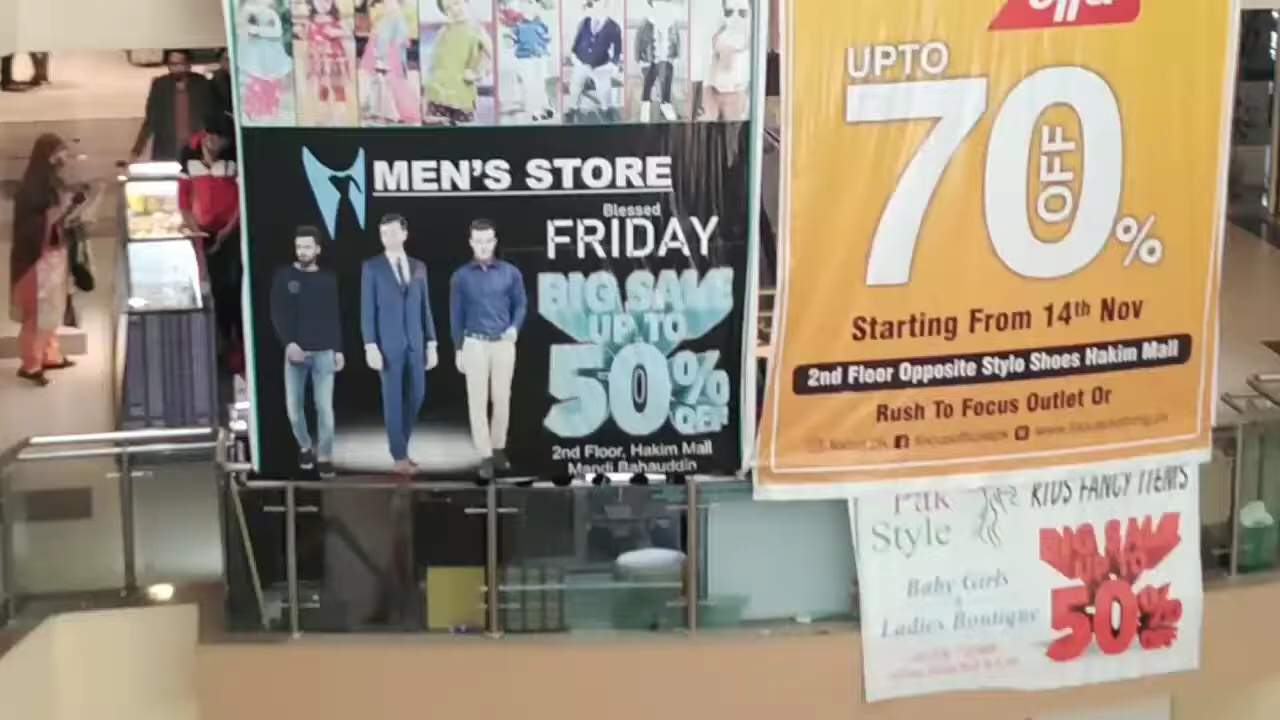 MEN'S STORE
Blessed
FRIDAY
BIG SALE
UP TO
50%
OFF
2nd Floor, Hakim Mall
Mandi Bahauddin
UPTO
70%
OFF
Starting From 14th Nov
2nd Floor Opposite Stylo Shoes Hakim Mall
Rush To Focus Outlet Or
Pak
Style
KIDS FANCY ITEMS
BIG SALE
UP TO
50%
OFF
Baby Girls
&
Ladies Boutique